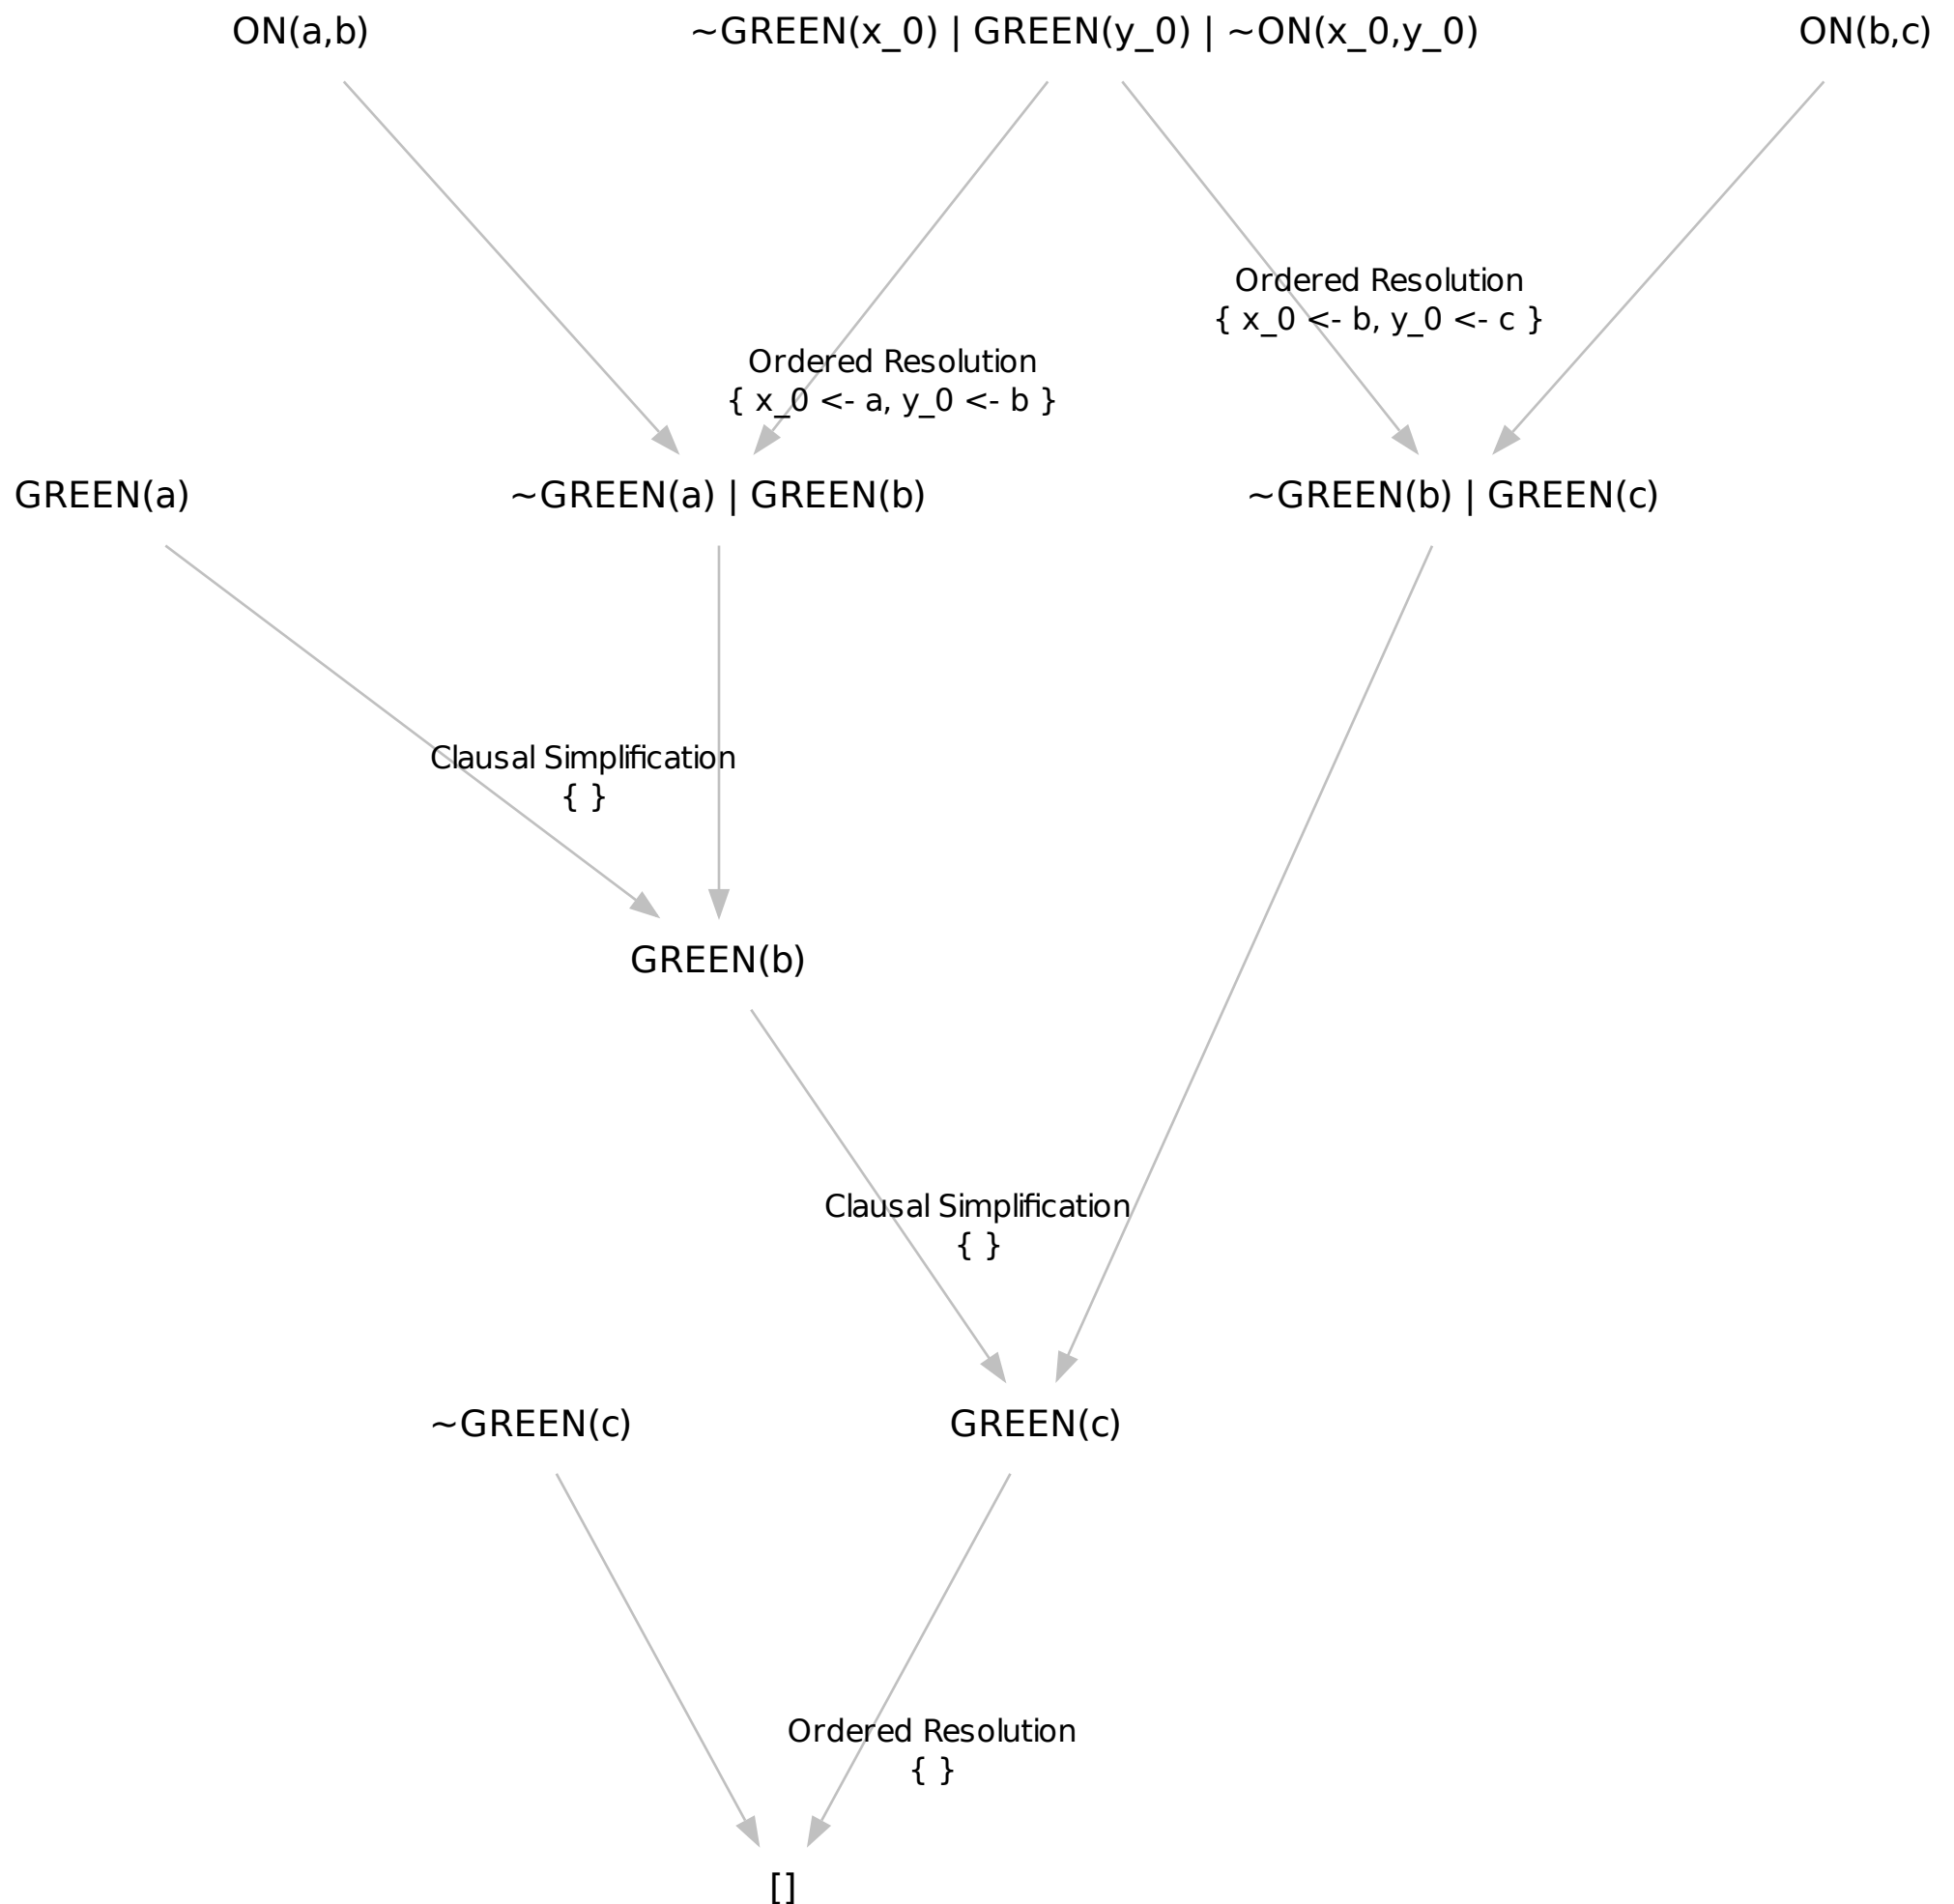 ON(a,b)
~GREEN(x_0) | GREEN(y_0) | ~ON(x_0,y_0)
ON(b,c)
Ordered Resolution
{ x_0 <- b, y_0 <- c }
Ordered Resolution
{ x_0 <- a, y_0 <- b }
GREEN(a)
~GREEN(a) | GREEN(b)
~GREEN(b) | GREEN(c)
Clausal Simplification
{ }
GREEN(b)
Clausal Simplification
{ }
~GREEN(c)
GREEN(c)
Ordered Resolution
{ }
[]